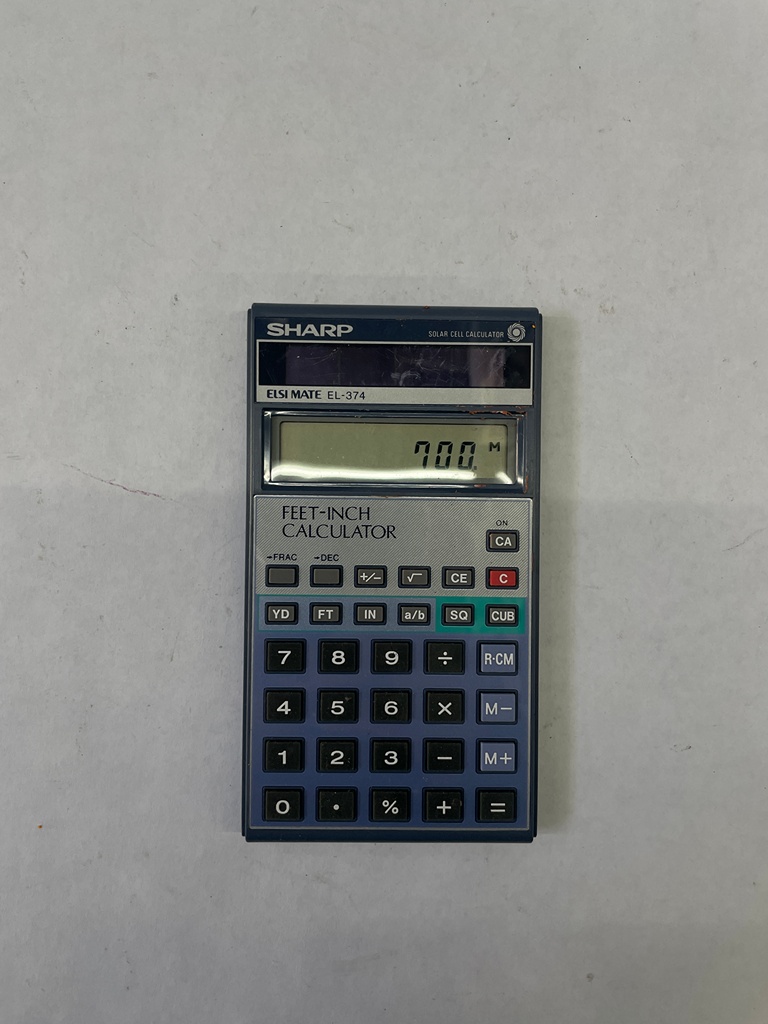 SHARP
SOLAR CELL CALCULATOR
ELSI MATE EL-374
700. M
FEET-INCH
CALCULATOR
ON
CA
→FRAC →DEC
+/− √ CE C
YD FT IN a/b SQ CUB
7 8 9 ÷ R·CM
4 5 6 × M−
1 2 3 − M+
0 · % + =